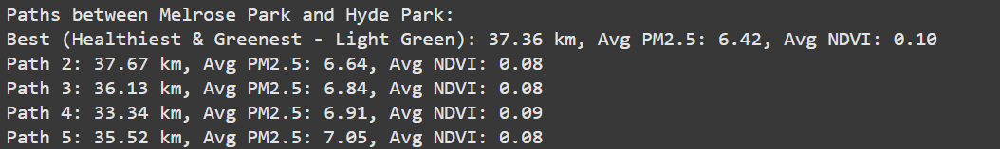 Paths between Melrose Park and Hyde Park:
Best (Healthiest & Greenest - Light Green): 37.36 km, Avg PM2.5: 6.42, Avg NDVI: 0.10
Path 2: 37.67 km, Avg PM2.5: 6.64, Avg NDVI: 0.08
Path 3: 36.13 km, Avg PM2.5: 6.84, Avg NDVI: 0.08
Path 4: 33.34 km, Avg PM2.5: 6.91, Avg NDVI: 0.09
Path 5: 35.52 km, Avg PM2.5: 7.05, Avg NDVI: 0.08